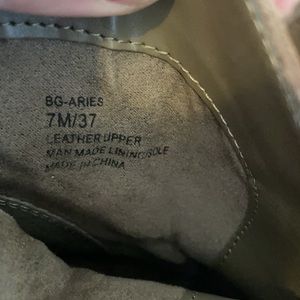 BG-ARIES
7M/37
LEATHER UPPER
MAN MADE LINING/SOLE
MADE IN CHINA